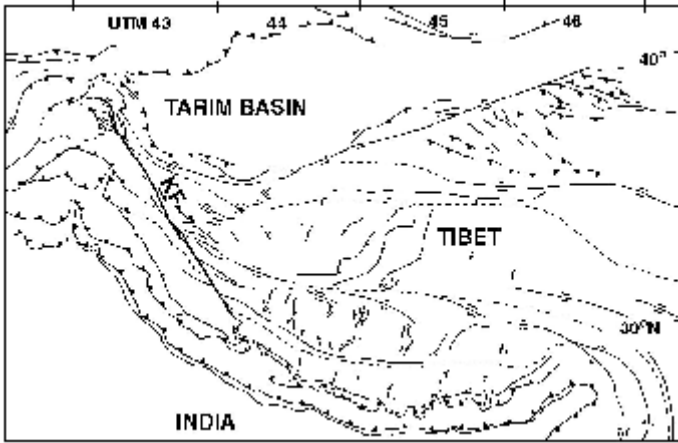 UTM 43 44 45 46
40°
TARIM BASIN
KF
TIBET
30°N
INDIA